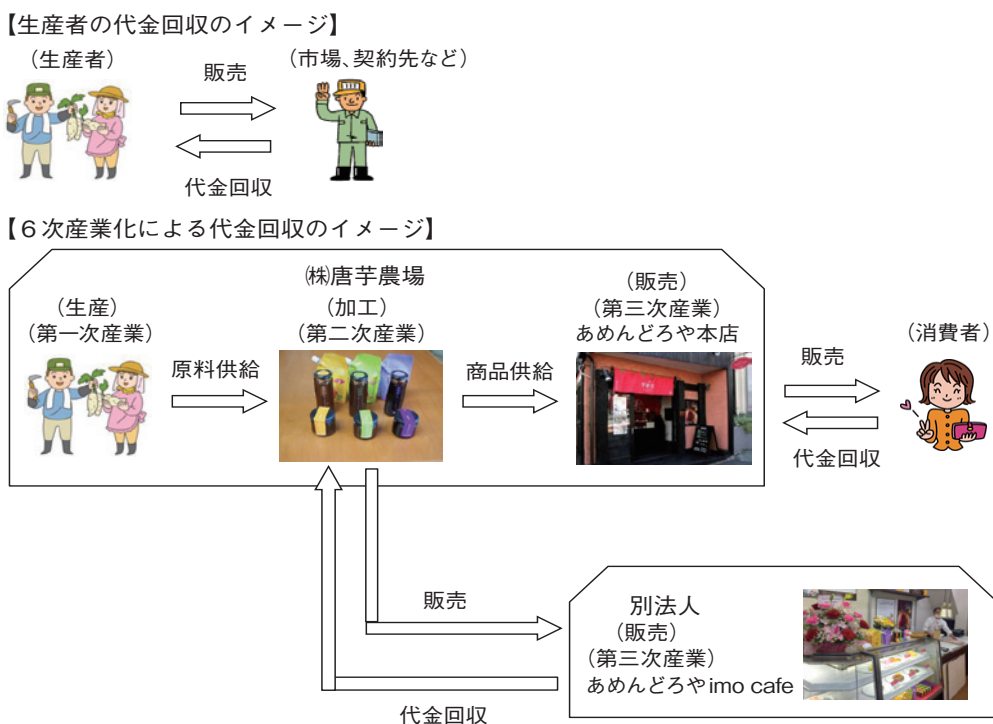 【生産者の代金回収のイメージ】
（生産者）
販売
（市場、契約先など）
代金回収
【６次産業化による代金回収のイメージ】
㈱唐芋農場
（生産）
（第一次産業）
原料供給
（加工）
（第二次産業）
商品供給
（販売）
（第三次産業）
あめんどろや本店
販売
（消費者）
代金回収
販売
別法人
（販売）
（第三次産業）
あめんどろやimo cafe
代金回収